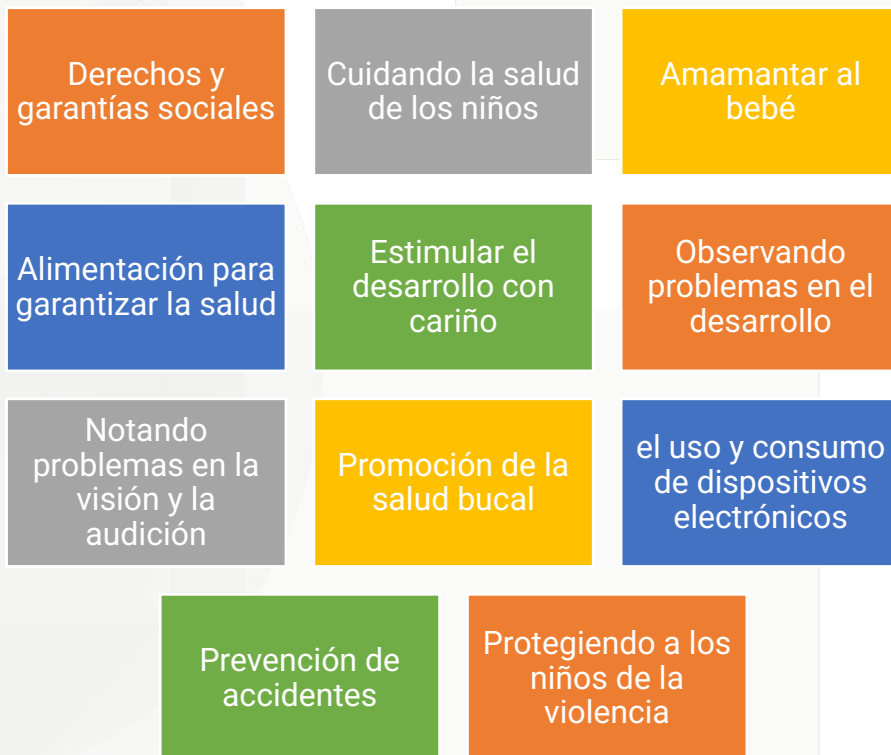 Derechos y
garantías sociales
Cuidando la salud
de los niños
Amamantar al
bebé
Alimentación para
garantizar la salud
Estimular el
desarrollo con
cariño
Observando
problemas en el
desarrollo
Notando
problemas en la
visión y la
audición
Promoción de la
salud bucal
el uso y consumo
de dispositivos
electrónicos
Prevención de
accidentes
Protegiendo a los
niños de la
violencia